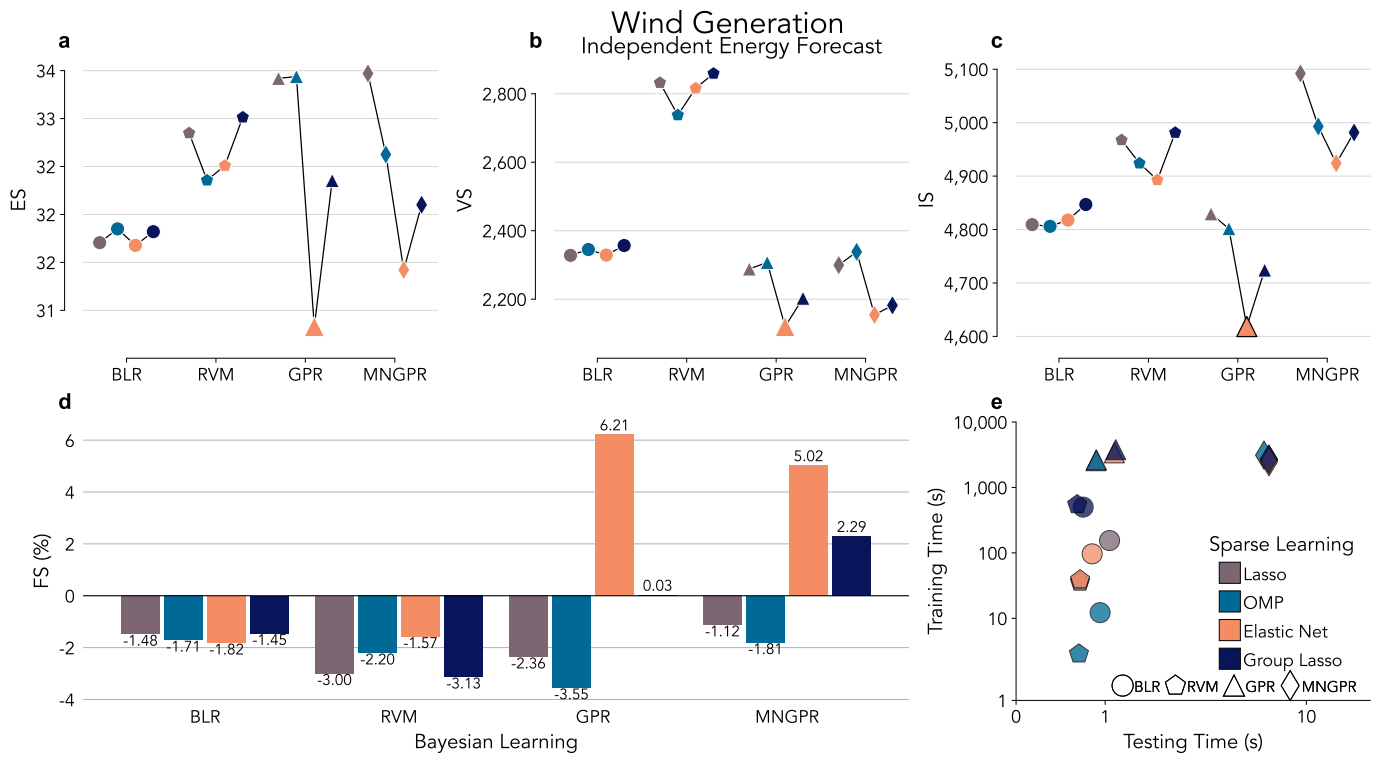 Wind Generation
Independent Energy Forecast
a
ES
34
33
32
32
32
31
BLR RVM GPR MNGPR
b
VS
2,800
2,600
2,400
2,200
BLR RVM GPR MNGPR
c
IS
5,100
5,000
4,900
4,800
4,700
4,600
BLR RVM GPR MNGPR
d
FS (%)
6
4
2
0
-2
-4
-1.48 -1.71 -1.82 -1.45
-3.00 -2.20 -1.57 -3.13
-2.36 -3.55 6.21 0.03
-1.12 -1.81 5.02 2.29
BLR RVM GPR MNGPR
Bayesian Learning
e
Training Time (s)
10,000
1,000
100
10
1
0 1 10
Testing Time (s)
Sparse Learning
Lasso
OMP
Elastic Net
Group Lasso
BLR RVM GPR MNGPR